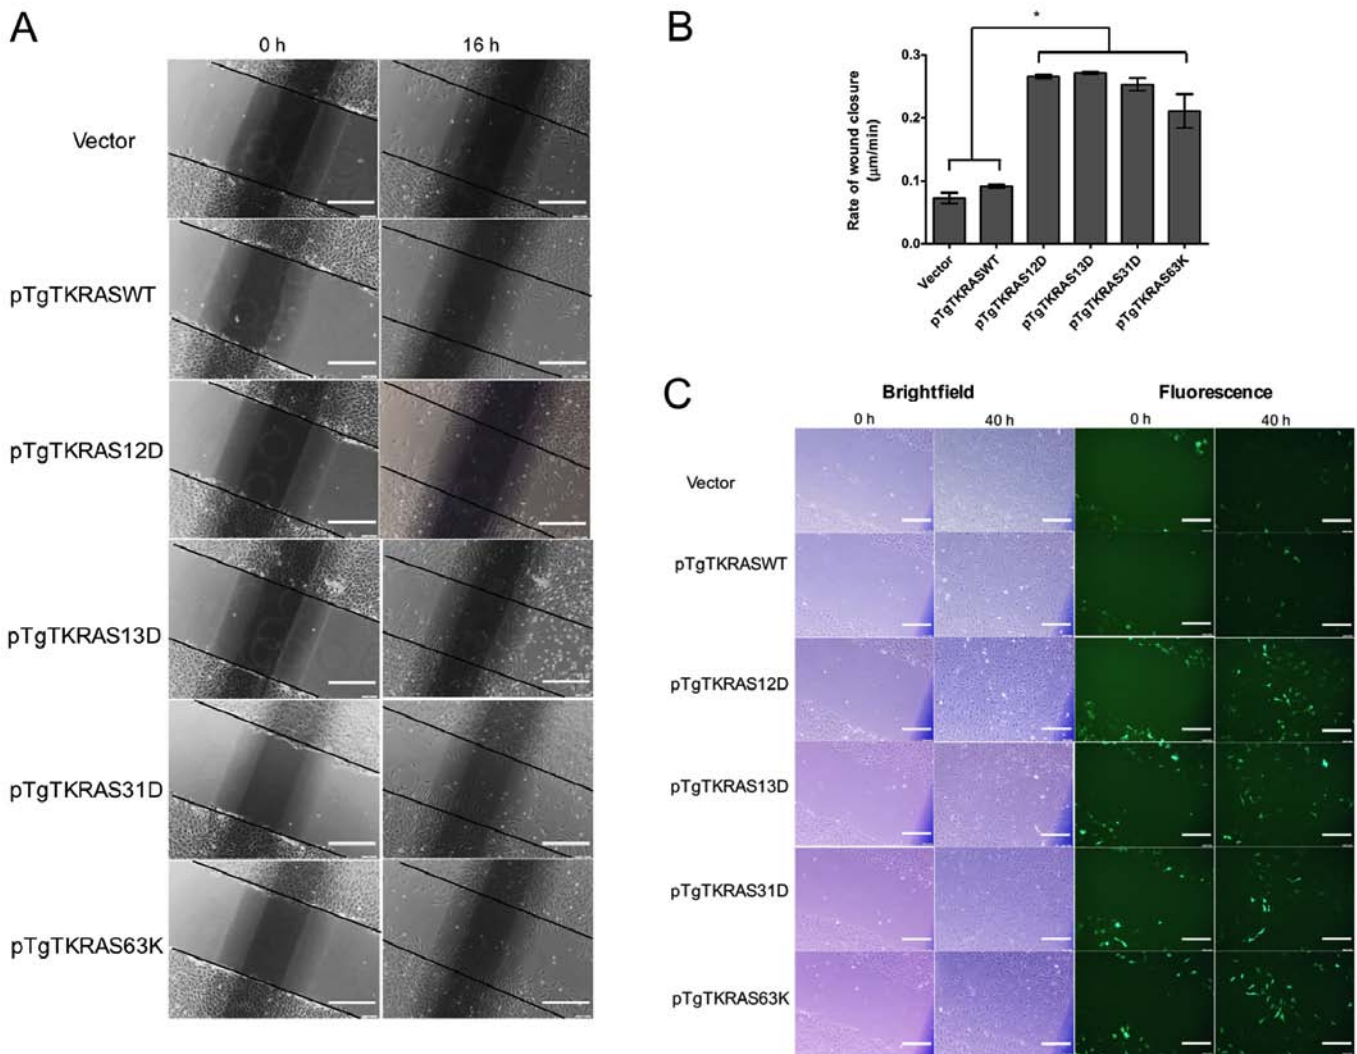 A
0 h 16 h
Vector
pTgTKRASWT
pTgTKRAS12D
pTgTKRAS13D
pTgTKRAS31D
pTgTKRAS63K
B
*
Rate of wound closure
(μm/min)
0.3
0.2
0.1
0.0
Vector
pTgTKRASWT
pTgTKRAS12D
pTgTKRAS13D
pTgTKRAS31D
pTgTKRAS63K
C
Brightfield Fluorescence
0 h 40 h 0 h 40 h
Vector
pTgTKRASWT
pTgTKRAS12D
pTgTKRAS13D
pTgTKRAS31D
pTgTKRAS63K